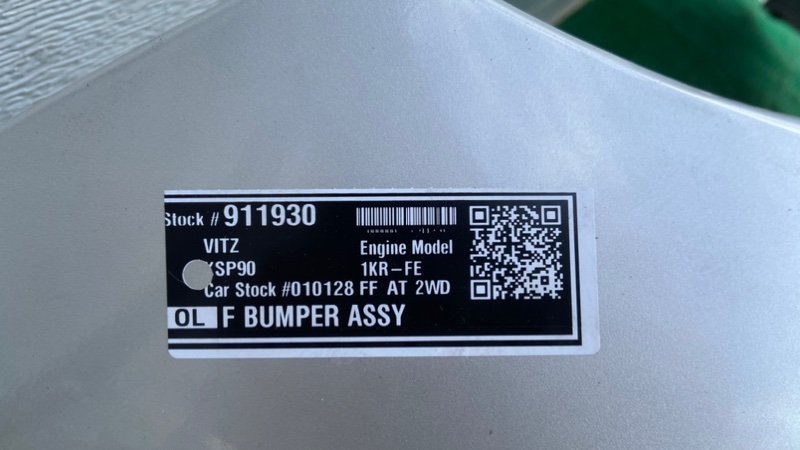 Stock # 911930
VITZ
Engine Model
KSP90
1KR-FE
Car Stock #010128 FF AT 2WD
OL F BUMPER ASSY